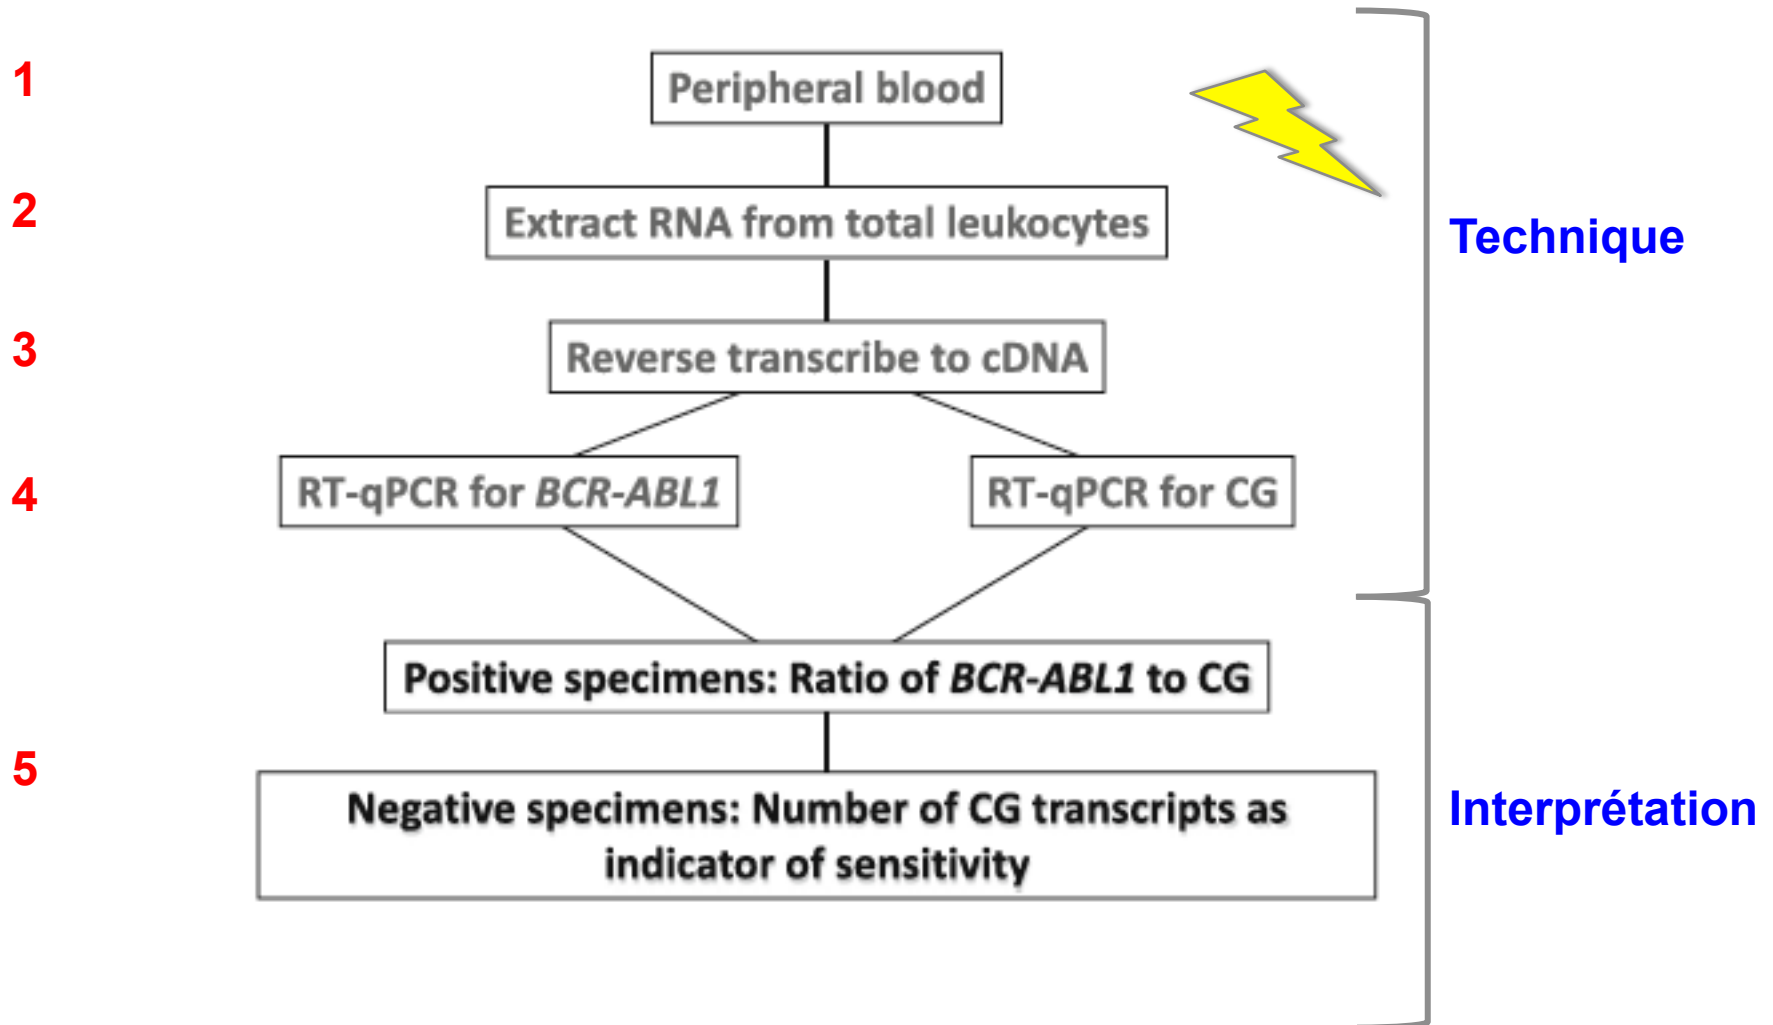 1
Peripheral blood
2
Extract RNA from total leukocytes
Technique
3
Reverse transcribe to cDNA
4
RT-qPCR for BCR-ABL1
RT-qPCR for CG
Positive specimens: Ratio of BCR-ABL1 to CG
5
Negative specimens: Number of CG transcripts as
indicator of sensitivity
Interprétation